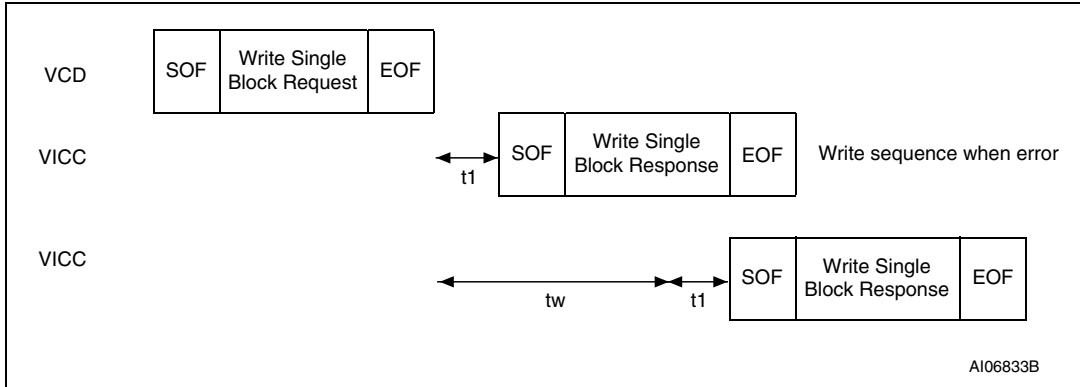 VCD
SOF
Write Single
Block Request
EOF
VICC
t1
SOF
Write Single
Block Response
EOF
Write sequence when error
VICC
tw
t1
SOF
Write Single
Block Response
EOF
AI06833B